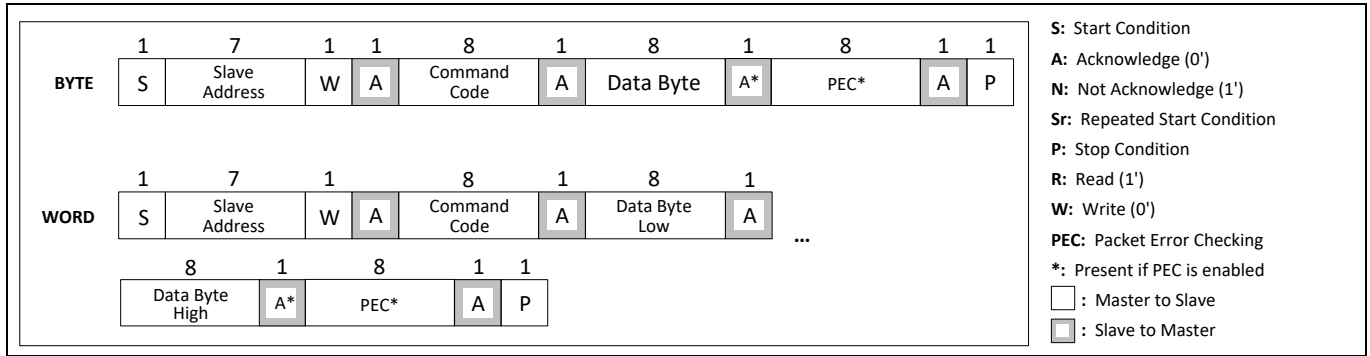 1 7 1 1 8 1 8 1 8 1 1
BYTE S Slave Address W A Command Code A Data Byte A* PEC* A P
1 7 1 8 1 8 1
WORD S Slave Address W A Command Code A Data Byte Low A ...
8 1 8 1 1
Data Byte High A* PEC* A P
S: Start Condition
A: Acknowledge (0')
N: Not Acknowledge (1')
Sr: Repeated Start Condition
P: Stop Condition
R: Read (1')
W: Write (0')
PEC: Packet Error Checking
*: Present if PEC is enabled
: Master to Slave
: Slave to Master